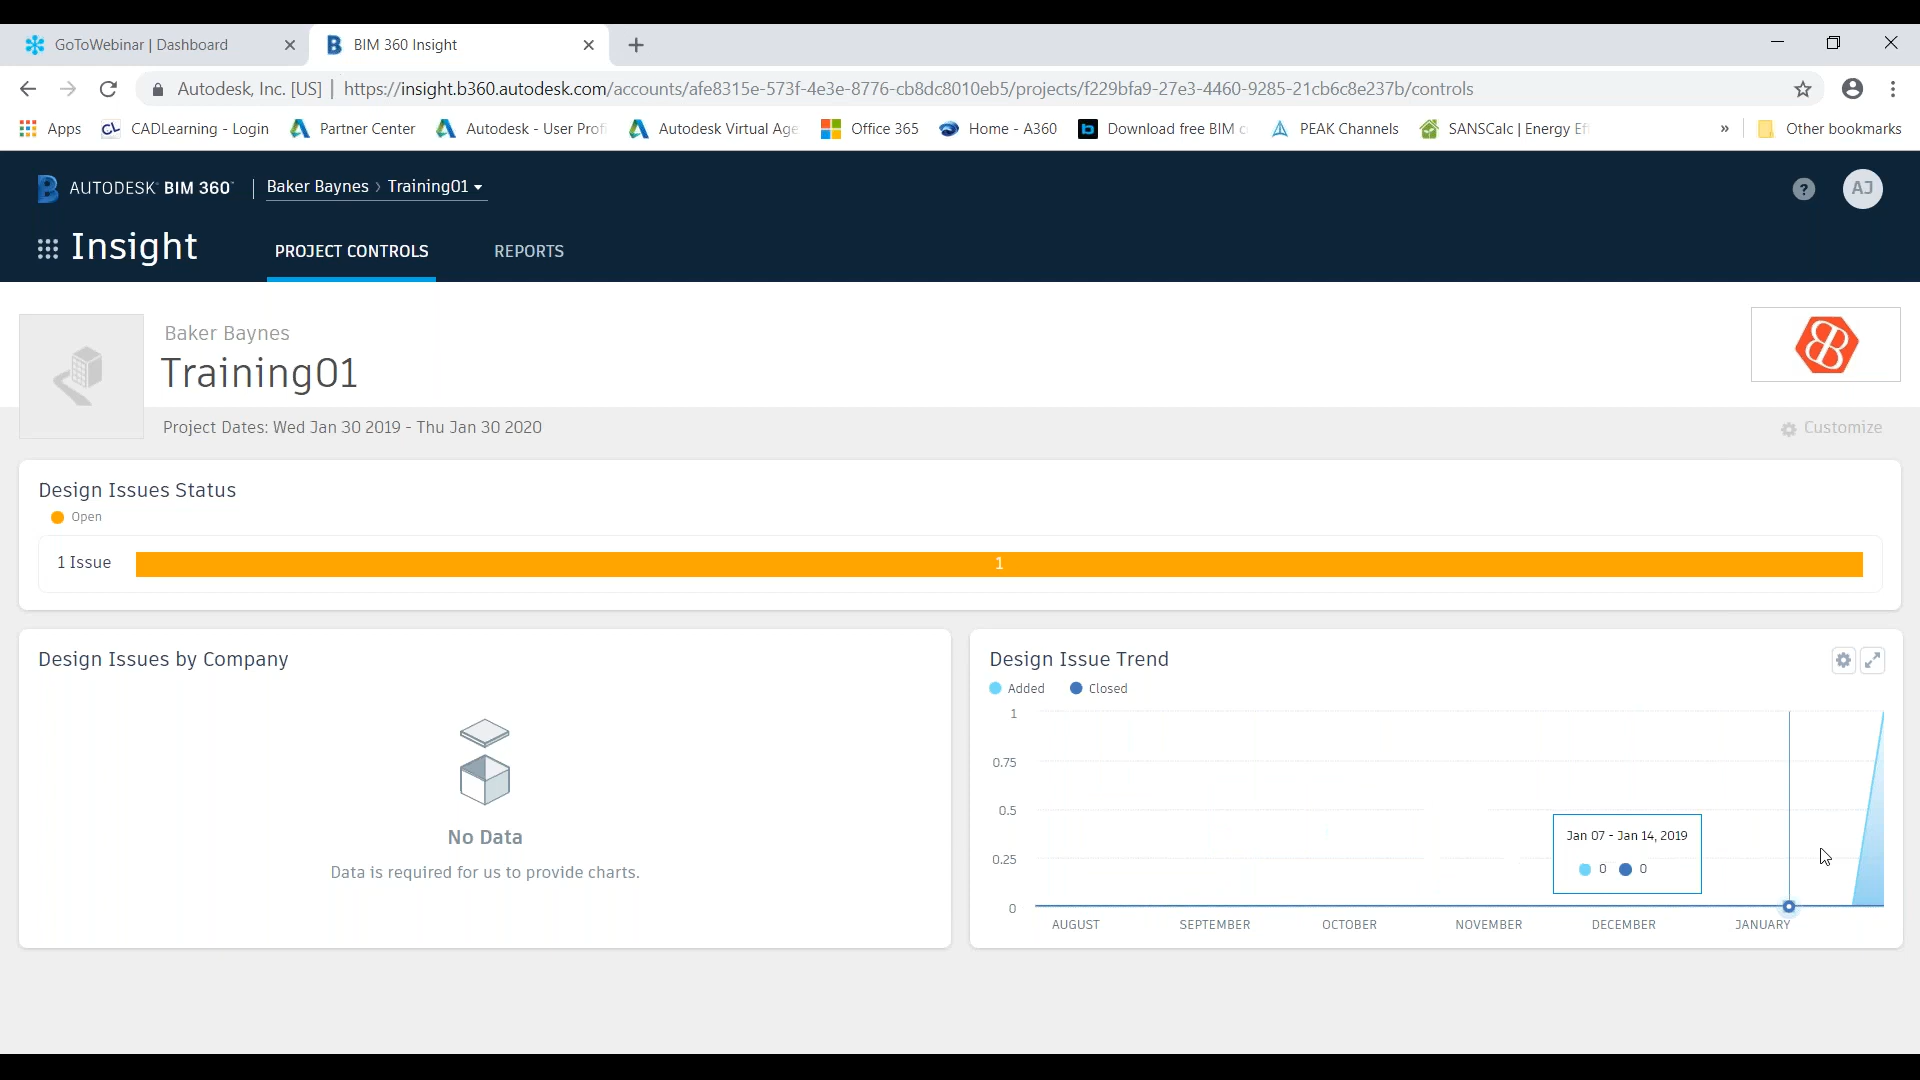 GoToWebinar | Dashboard
BIM 360 Insight
Autodesk, Inc. [US] | https://insight.b360.autodesk.com/accounts/afe8315e-573f-4e3e-8776-cb8dc8010eb5/projects/f229bfa9-27e3-4460-9285-21cb6c8e237b/controls
Apps CADLearning - Login Partner Center Autodesk - User Prof Autodesk Virtual Age Office 365 Home - A360 Download free BIM c PEAK Channels SANSCalc | Energy Ef » Other bookmarks
AUTODESK BIM 360 | Baker Baynes › Training01
? AJ
Insight PROJECT CONTROLS REPORTS
Baker Baynes
Training01
Project Dates: Wed Jan 30 2019 - Thu Jan 30 2020
Customize
Design Issues Status
Open
1 Issue 1
Design Issues by Company
No Data
Data is required for us to provide charts.
Design Issue Trend
Added Closed
1
0.75
0.5
0.25
0
Jan 07 - Jan 14, 2019
0 0
AUGUST SEPTEMBER OCTOBER NOVEMBER DECEMBER JANUARY